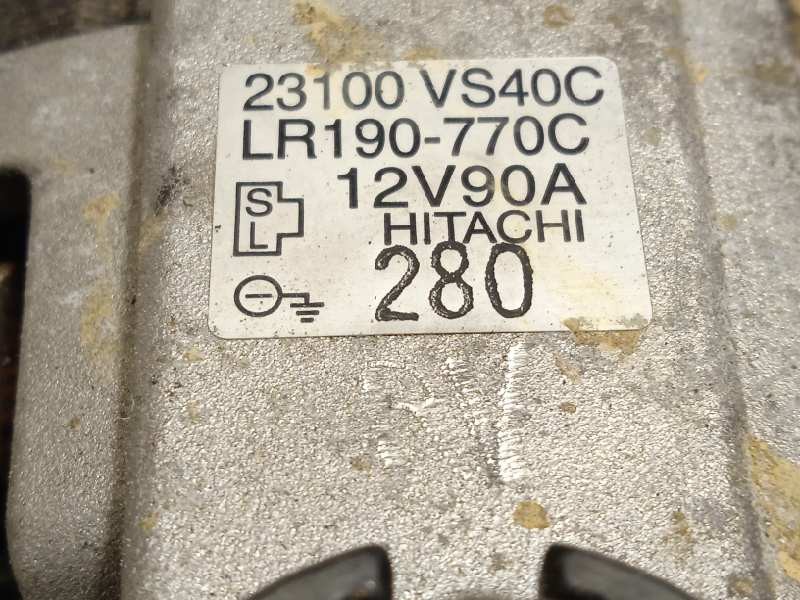 23100 VS40C
LR190-770C
12V90A
S
L
HITACHI
280